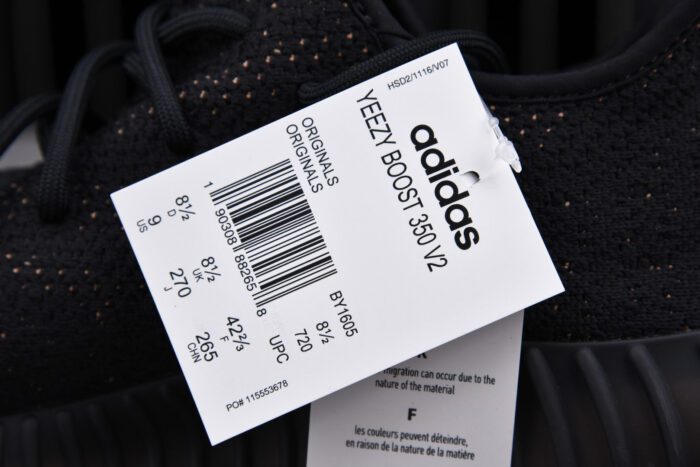 HSD2/1116/V07
adidas
YEEZY BOOST 350 V2
ORIGINALS
ORIGINALS
1 90308 88265 8
BY1605
8½
720
UPC
8½ 8½ 42⅔
D UK F
9 270 265
US J CHN
PO# 115553678
migration can occur due to the
nature of the material
F
les couleurs peuvent déteindre,
en raison de la nature de la matière